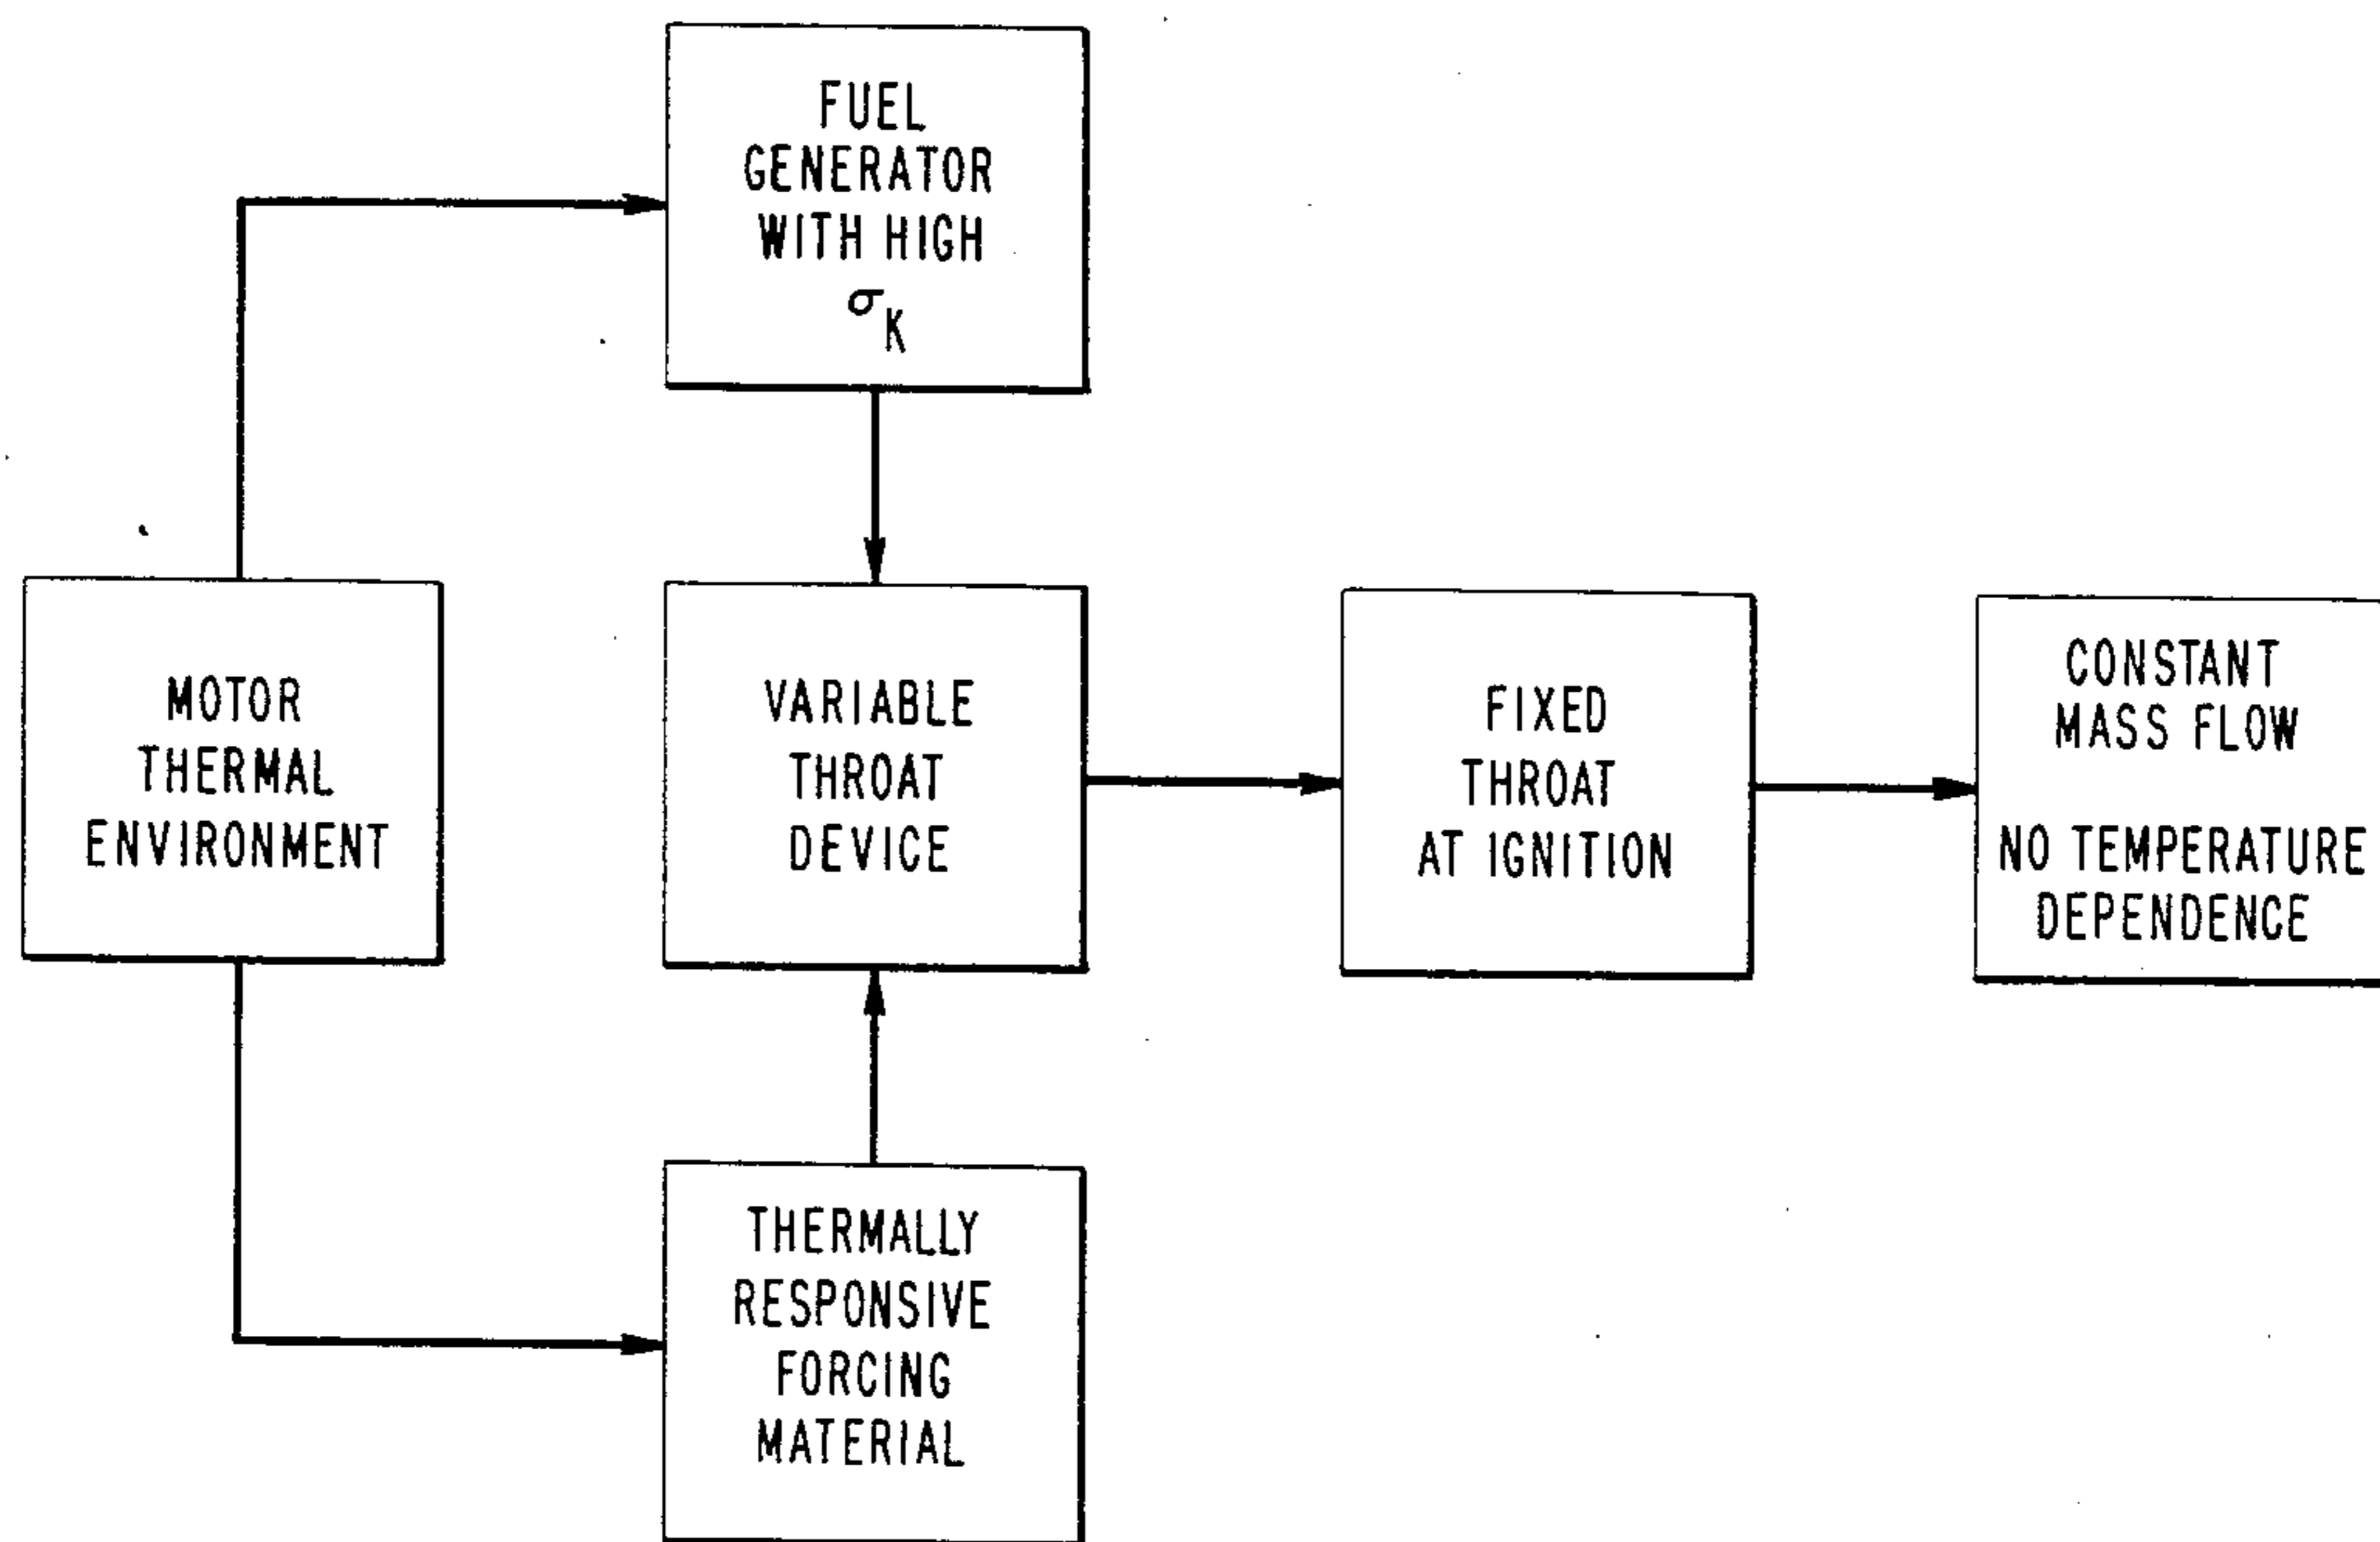 FUEL
GENERATOR
WITH HIGH
σK
MOTOR
THERMAL
ENVIRONMENT
VARIABLE
THROAT
DEVICE
FIXED
THROAT
AT IGNITION
CONSTANT
MASS FLOW
NO TEMPERATURE
DEPENDENCE
THERMALLY
RESPONSIVE
FORCING
MATERIAL